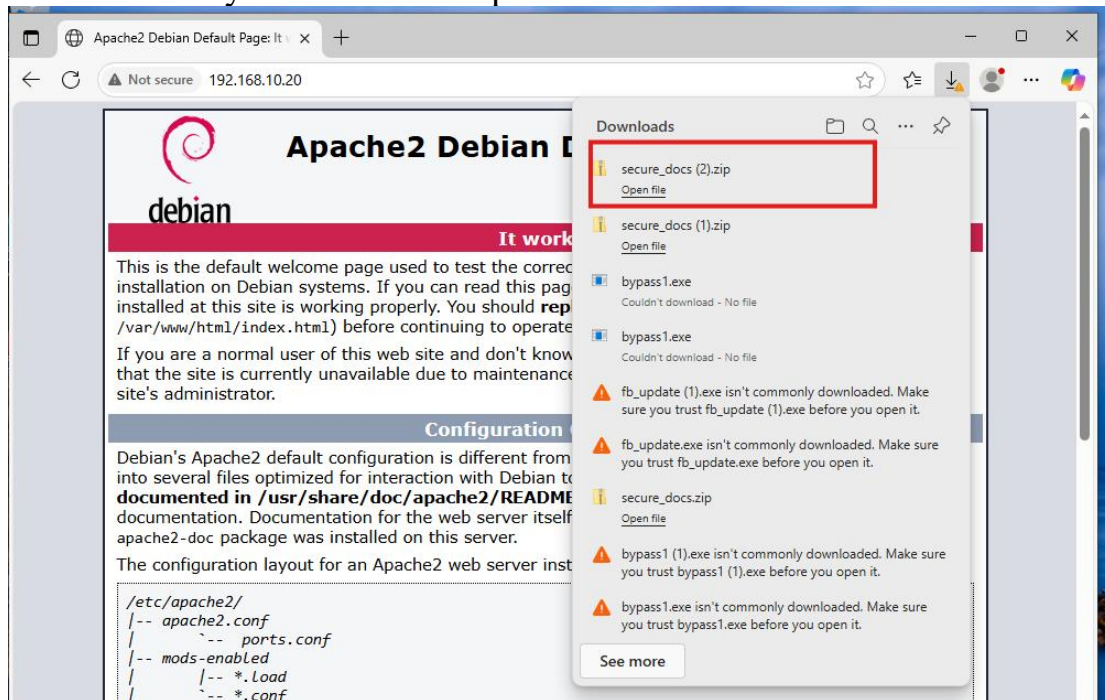 Apache2 Debian Default Page: It
Not secure 192.168.10.20
Downloads
debian
Apache2 Debian
It work
This is the default welcome page used to test the correc
installation on Debian systems. If you can read this pag
installed at this site is working properly. You should rep
/var/www/html/index.html) before continuing to operate
If you are a normal user of this web site and don't know
that the site is currently unavailable due to maintenance
site's administrator.
Configuration
Debian's Apache2 default configuration is different from
into several files optimized for interaction with Debian to
documented in /usr/share/doc/apache2/README
documentation. Documentation for the web server itself
apache2-doc package was installed on this server.
The configuration layout for an Apache2 web server inst
/etc/apache2/
|-- apache2.conf
|       `--  ports.conf
|-- mods-enabled
|       |-- *.load
|       `-- *.conf
secure_docs (2).zip
Open file
secure_docs (1).zip
Open file
bypass1.exe
Couldn't download - No file
bypass1.exe
Couldn't download - No file
fb_update (1).exe isn't commonly downloaded. Make
sure you trust fb_update (1).exe before you open it.
fb_update.exe isn't commonly downloaded. Make sure
you trust fb_update.exe before you open it.
secure_docs.zip
Open file
bypass1 (1).exe isn't commonly downloaded. Make sure
you trust bypass1 (1).exe before you open it.
bypass1.exe isn't commonly downloaded. Make sure
you trust bypass1.exe before you open it.
See more